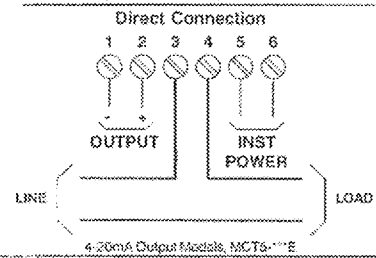 Direct Connection
1 2 3 4 5 6
- +
OUTPUT INST
POWER
LINE LOAD
4-20mA Output Models, MCT5-***E